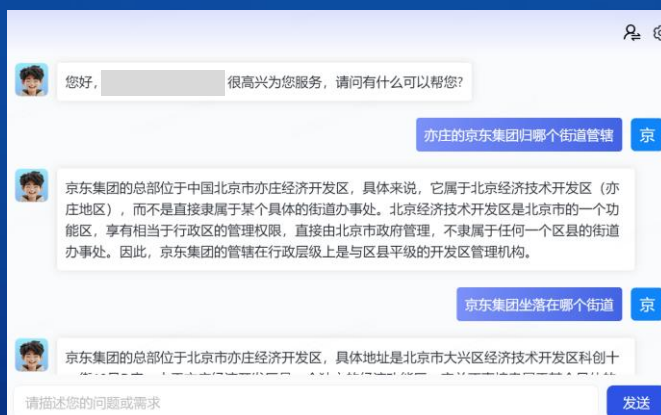 您好， 很高兴为您服务，请问有什么可以帮您?
亦庄的京东集团归哪个街道管辖
京
京东集团的总部位于中国北京市亦庄经济开发区，具体来说，它属于北京经济技术开发区（亦
庄地区），而不是直接隶属于某个具体的街道办事处。北京经济技术开发区是北京市的一个功
能区，享有相当于行政区的管理权限，直接由北京市政府管理，不隶属于任何一个区县的街道
办事处。因此，京东集团的管辖在行政层级上是与区县平级的开发区管理机构。
京东集团坐落在哪个街道
京
京东集团的总部位于北京市亦庄经济开发区，具体地址是北京市大兴区经济技术开发区科创十
请描述您的问题或需求
发送